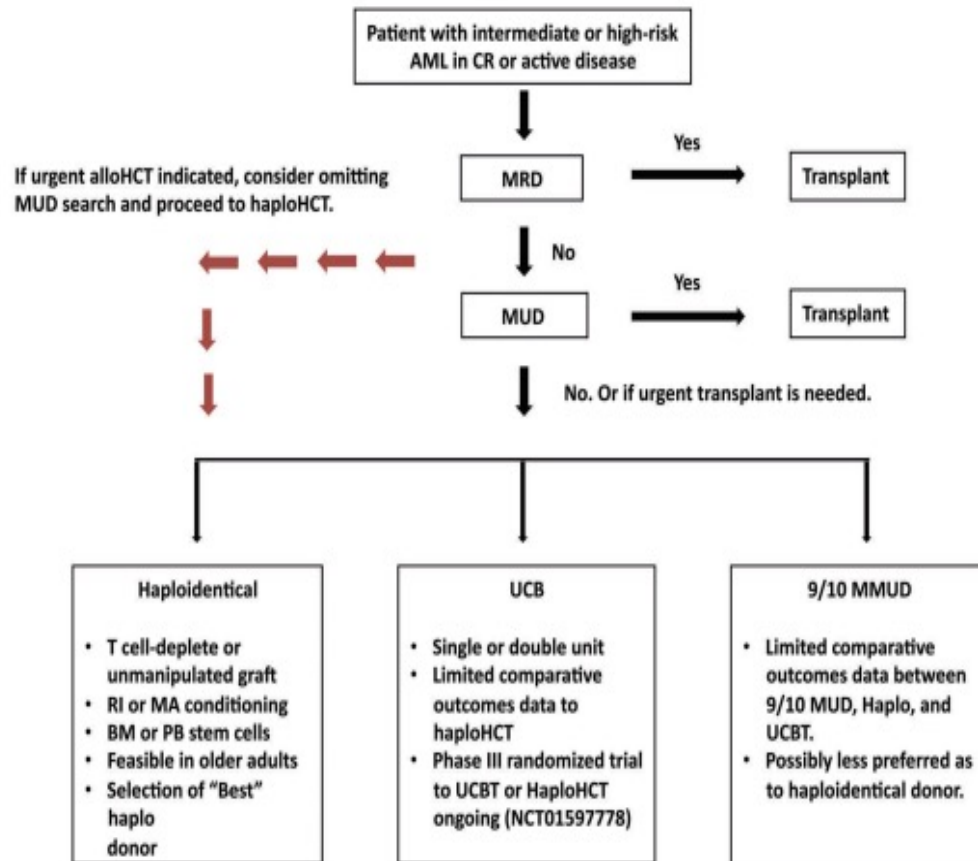 Patient with intermediate or high-risk
AML in CR or active disease
Yes
If urgent alloHCT indicated, consider omitting
MUD search and proceed to haploHCT.
MRD
Transplant
No
Yes
MUD
Transplant
No. Or if urgent transplant is needed.
Haploidentical
• T cell-deplete or
unmanipulated graft
• RI or MA conditioning
• BM or PB stem cells
• Feasible in older adults
• Selection of “Best”
haplo
donor
UCB
• Single or double unit
• Limited comparative
outcomes data to
haploHCT
• Phase III randomized trial
to UCBT or HaploHCT
ongoing (NCT01597778)
9/10 MMUD
• Limited comparative
outcomes data between
9/10 MUD, Haplo, and
UCBT.
• Possibly less preferred as
to haploidentical donor.